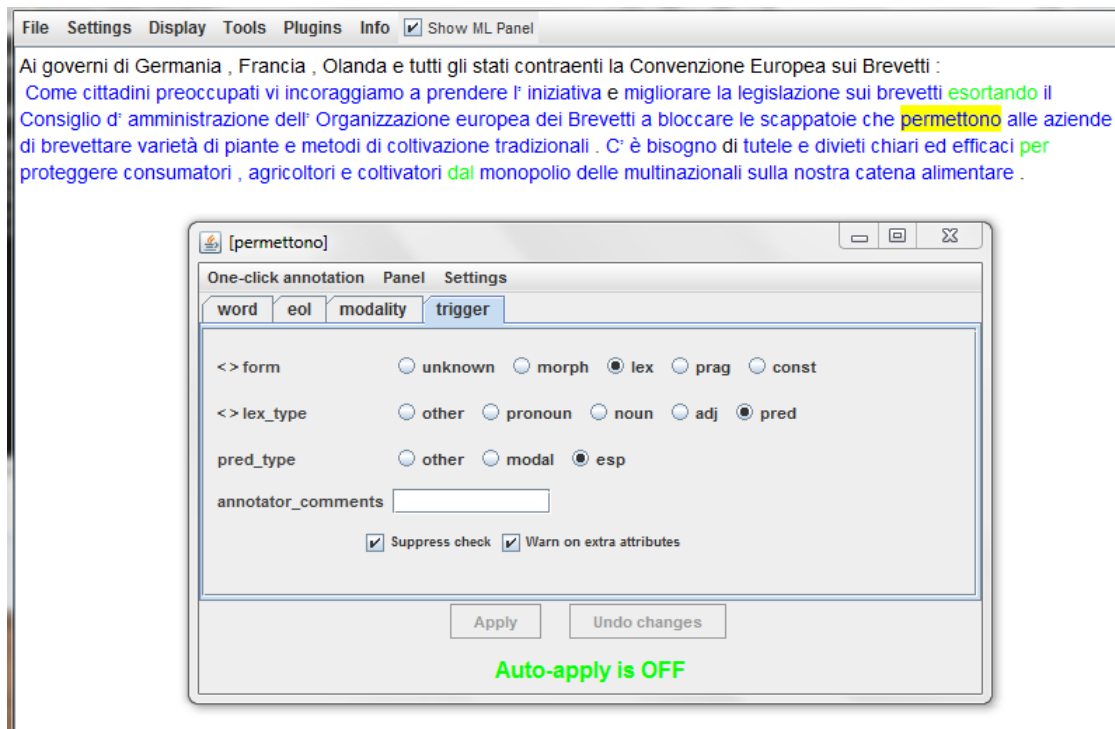 File Settings Display Tools Plugins Info Show ML Panel
Ai governi di Germania , Francia , Olanda e tutti gli stati contraenti la Convenzione Europea sui Brevetti :
Come cittadini preoccupati vi incoraggiamo a prendere l' iniziativa e migliorare la legislazione sui brevetti esortando il
Consiglio d' amministrazione dell' Organizzazione europea dei Brevetti a bloccare le scappatoie che permettono alle aziende
di brevettare varietà di piante e metodi di coltivazione tradizionali . C' è bisogno di tutele e divieti chiari ed efficaci per
proteggere consumatori , agricoltori e coltivatori dal monopolio delle multinazionali sulla nostra catena alimentare .
[permettono]
One-click annotation Panel Settings
word eol modality trigger
<> form unknown morph lex prag const
<> lex_type other pronoun noun adj pred
pred_type other modal esp
annotator_comments
Suppress check Warn on extra attributes
Apply Undo changes
Auto-apply is OFF